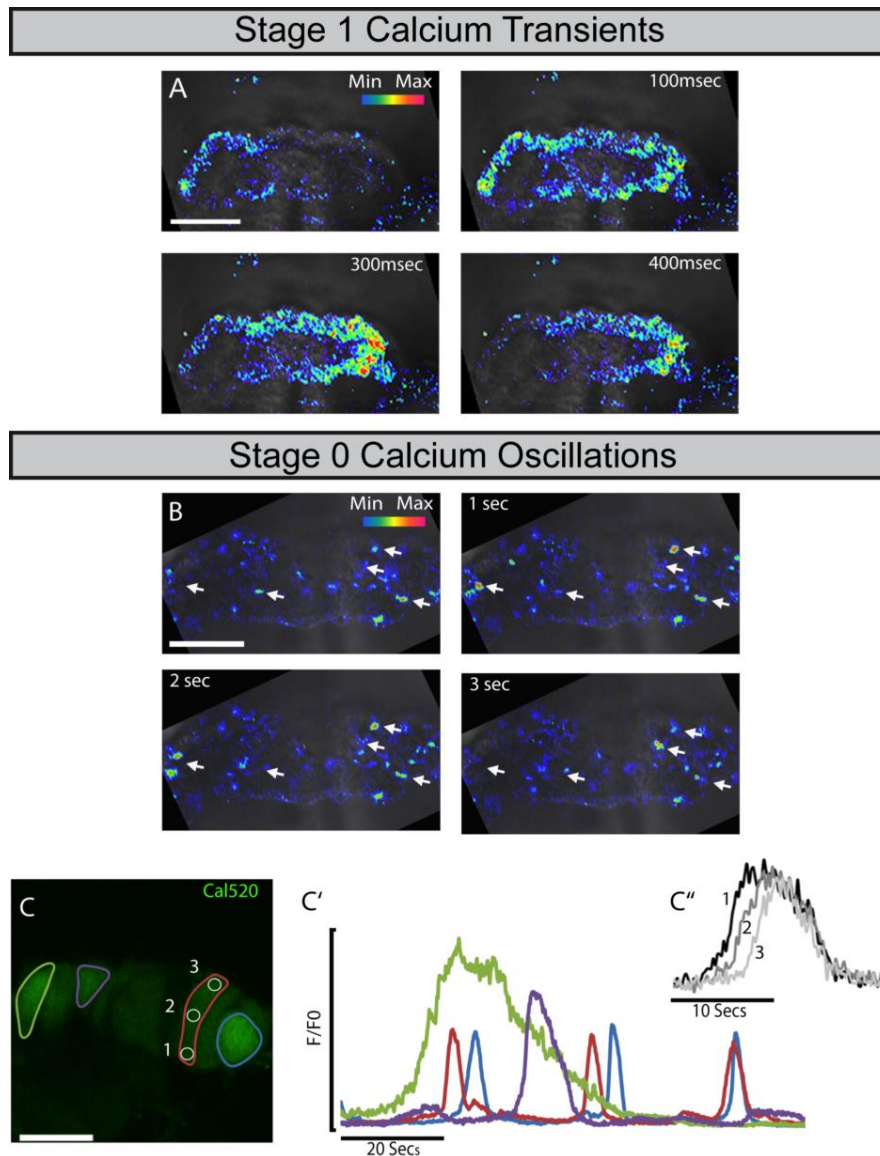 Stage 1 Calcium Transients
A
Min Max
100msec
300msec
400msec
Stage 0 Calcium Oscillations
B
Min Max
1 sec
2 sec
3 sec
C
Cal520
3
2
1
C'
F/F0
20 Secs
C"
1
2
3
10 Secs